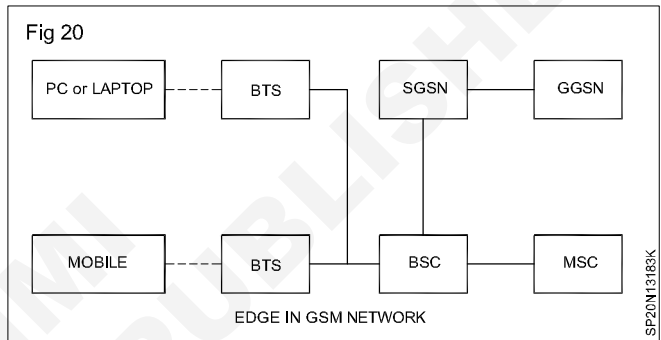 Fig 20
PC or LAPTOP
BTS
SGSN
GGSN
MOBILE
BTS
BSC
MSC
EDGE IN GSM NETWORK
SP20N13183K